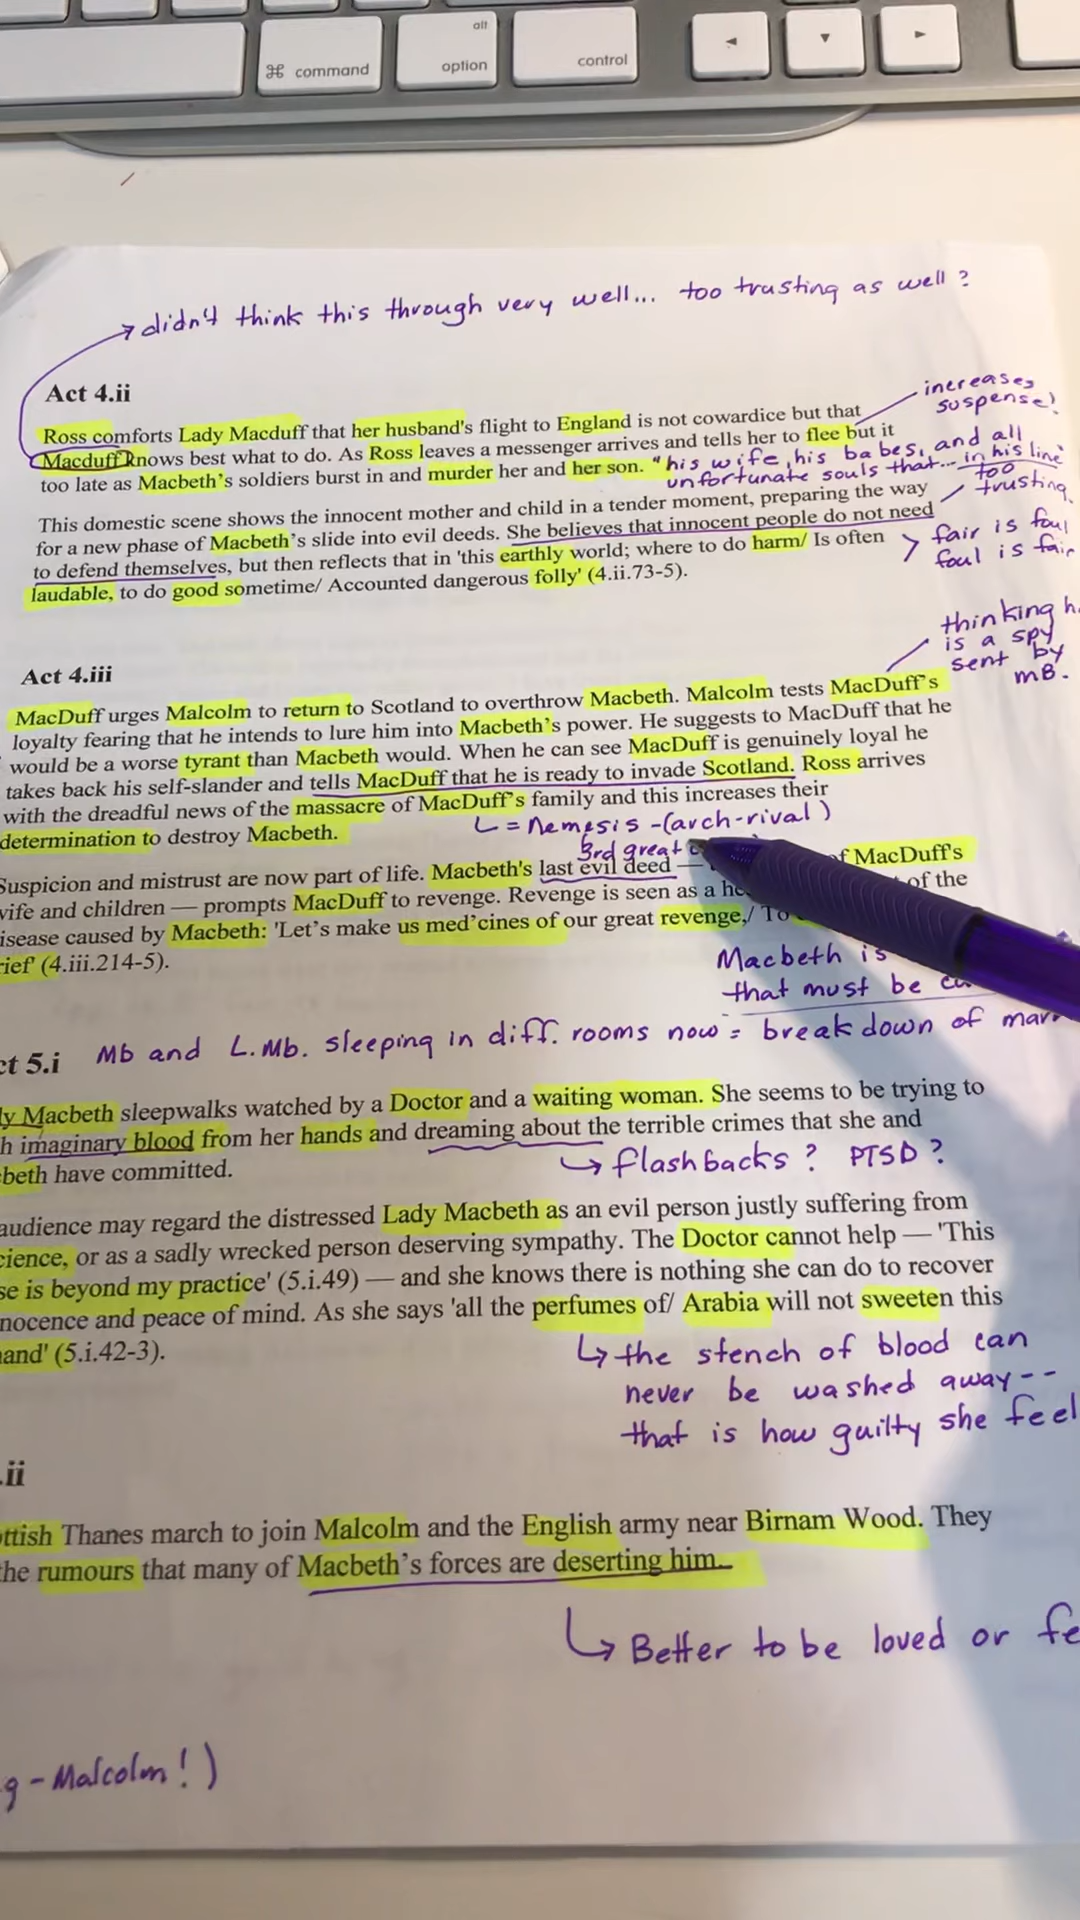 alt
⌘ command
option
control
◄
▼
►
didn't think this through very well... too trusting as well?
Act 4.ii
increases
suspense!
Ross comforts Lady Macduff that her husband's flight to England is not cowardice but that
Macduff knows best what to do. As Ross leaves a messenger arrives and tells her to flee but it
too late as Macbeth's soldiers burst in and murder her and her son. "his wife, his babes, and all
unfortunate souls that... in his line"
too
trusting.
This domestic scene shows the innocent mother and child in a tender moment, preparing the way
for a new phase of Macbeth's slide into evil deeds. She believes that innocent people do not need
to defend themselves, but then reflects that in 'this earthly world; where to do harm/ Is often
laudable, to do good sometime/ Accounted dangerous folly' (4.ii.73-5).
fair is foul
foul is fair
thinking h
is a spy
sent by
mB.
Act 4.iii
MacDuff urges Malcolm to return to Scotland to overthrow Macbeth. Malcolm tests MacDuff's
loyalty fearing that he intends to lure him into Macbeth's power. He suggests to MacDuff that he
would be a worse tyrant than Macbeth would. When he can see MacDuff is genuinely loyal he
takes back his self-slander and tells MacDuff that he is ready to invade Scotland. Ross arrives
with the dreadful news of the massacre of MacDuff's family and this increases their
determination to destroy Macbeth.
= nemesis - (arch-rival)
3rd great
Suspicion and mistrust are now part of life. Macbeth's last evil deed — of MacDuff's
wife and children — prompts MacDuff to revenge. Revenge is seen as a he of the
isease caused by Macbeth: 'Let's make us med'cines of our great revenge,/ To
rief' (4.iii.214-5).
Macbeth is
that must be
ct 5.i Mb and L.Mb. sleeping in diff. rooms now = breakdown of marr
ly Macbeth sleepwalks watched by a Doctor and a waiting woman. She seems to be trying to
h imaginary blood from her hands and dreaming about the terrible crimes that she and
beth have committed.
flashbacks? PTSD?
audience may regard the distressed Lady Macbeth as an evil person justly suffering from
cience, or as a sadly wrecked person deserving sympathy. The Doctor cannot help — 'This
se is beyond my practice' (5.i.49) — and she knows there is nothing she can do to recover
nocence and peace of mind. As she says 'all the perfumes of/ Arabia will not sweeten this
and' (5.i.42-3).
the stench of blood can
never be washed away--
that is how guilty she feel
.ii
ttish Thanes march to join Malcolm and the English army near Birnam Wood. They
he rumours that many of Macbeth's forces are deserting him.
Better to be loved or fe
g - Malcolm!)